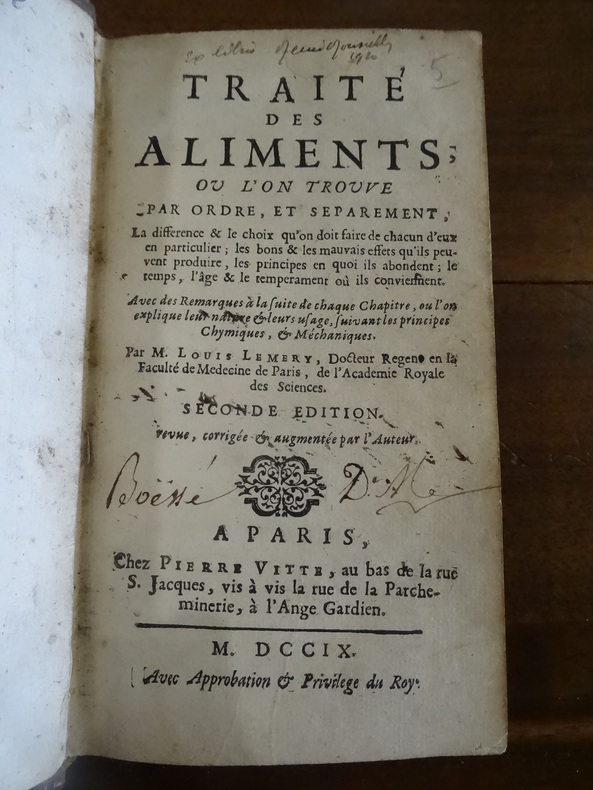 Ex libris
5
TRAITÉ
DES
ALIMENTS;
OU L'ON TROUVE
PAR ORDRE, ET SEPAREMENT,
La difference & le choix qu'on doit faire de chacun d'eux
en particulier; les bons & les mauvais effets qu'ils peu-
vent produire, les principes en quoi ils abondent; le
temps, l'âge & le temperament où ils conviennent.
Avec des Remarques à la suite de chaque Chapitre, ou l'on
explique leur nature & leurs usage, suivant les principes
Chymiques, & Méchaniques.
Par M. LOUIS LEMERY, Docteur Regent en la
Faculté de Medecine de Paris, de l'Academie Royale
des Sciences.
SECONDE EDITION.
revue, corrigée & augmentée par l'Auteur.
Boëssé
A PARIS,
Chez PIERRE VITTE, au bas de la ruë
S. Jacques, vis à vis la rue de la Parche-
minerie, à l'Ange Gardien.
M. DCCIX.
Avec Approbation & Privilege du Roy.